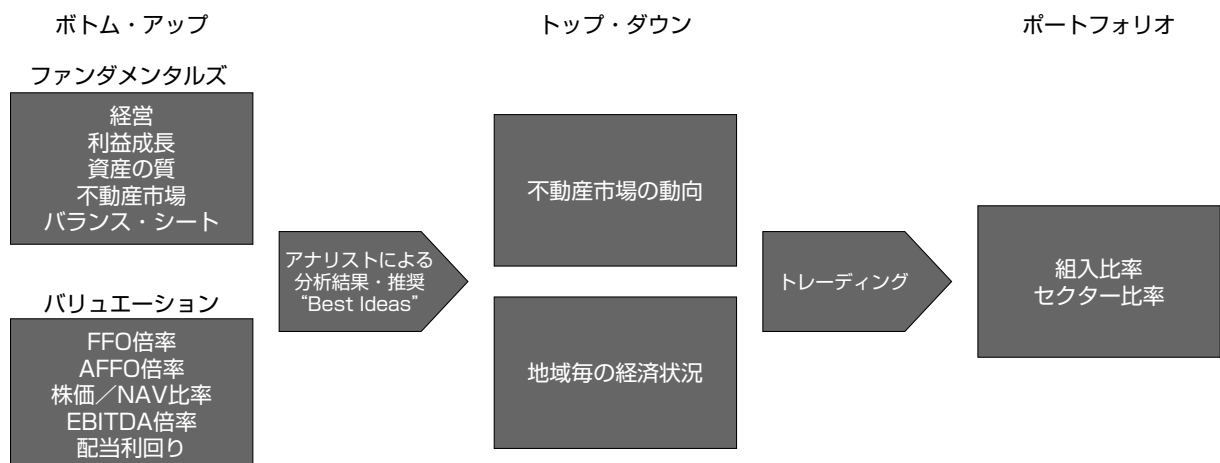 ボトム・アップ
トップ・ダウン
ポートフォリオ
ファンダメンタルズ
経営
利益成長
資産の質
不動産市場
バランス・シート
バリュエーション
FFO倍率
AFFO倍率
株価／NAV比率
EBITDA倍率
配当利回り
アナリストによる
分析結果・推奨
“Best Ideas”
不動産市場の動向
地域毎の経済状況
トレーディング
組入比率
セクター比率